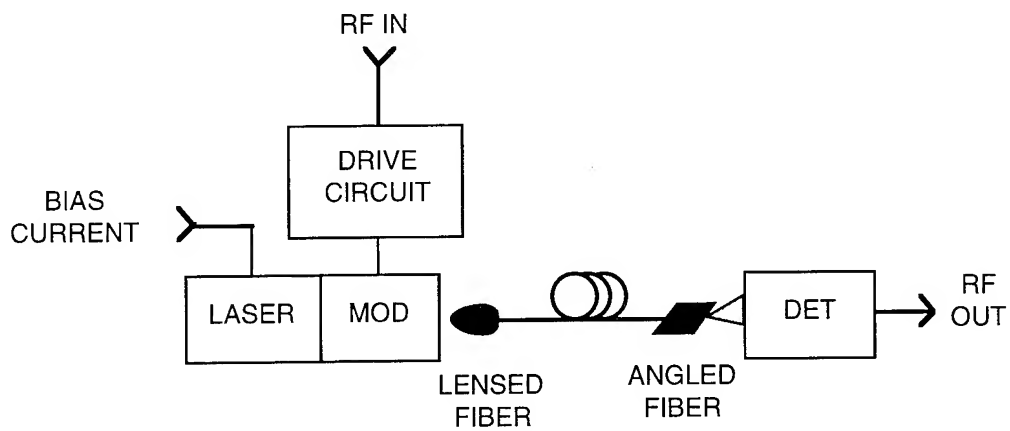 RF IN
DRIVE
CIRCUIT
BIAS
CURRENT
LASER
MOD
LENSED
FIBER
ANGLED
FIBER
DET
RF
OUT